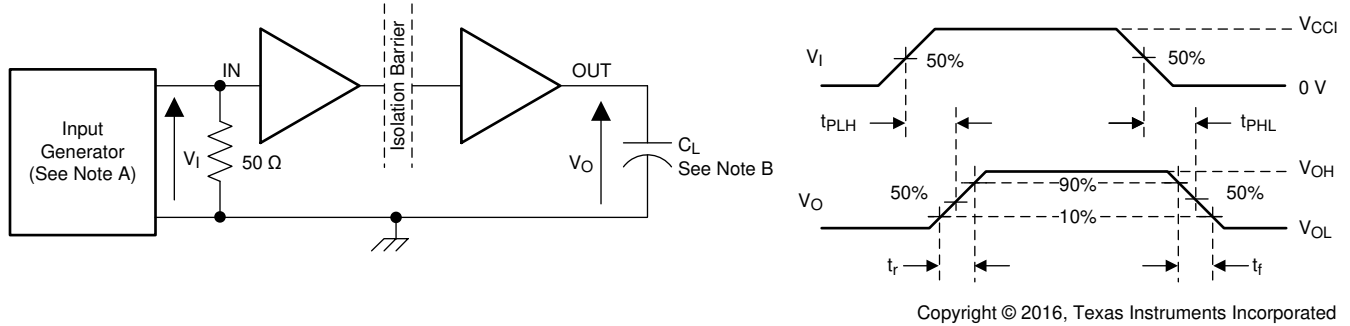 Input
Generator
(See Note A)
V_I
IN
50 Ω
Isolation Barrier
OUT
V_O
C_L
See Note B
V_I
50%
50%
V_CCI
0 V
t_PLH
t_PHL
V_O
50%
90%
10%
50%
V_OH
V_OL
t_r
t_f
Copyright © 2016, Texas Instruments Incorporated